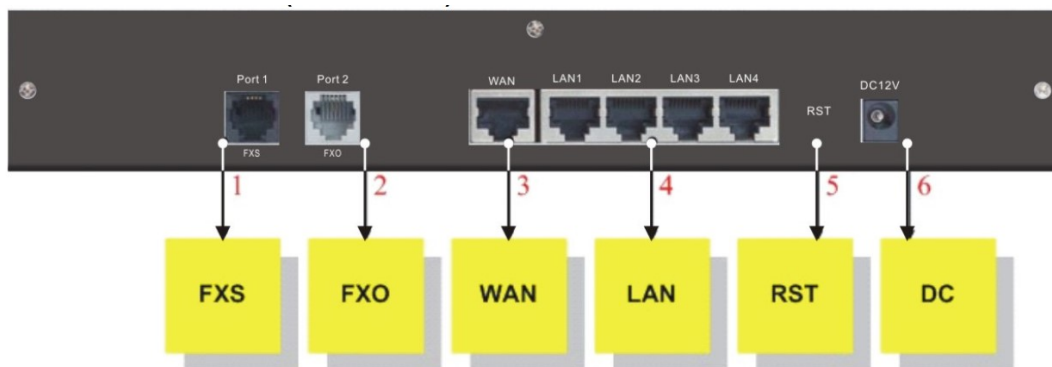 Port 1 Port 2 WAN LAN1 LAN2 LAN3 LAN4 DC12V
RST
FXS FXO
1 2 3 4 5 6
FXS FXO WAN LAN RST DC